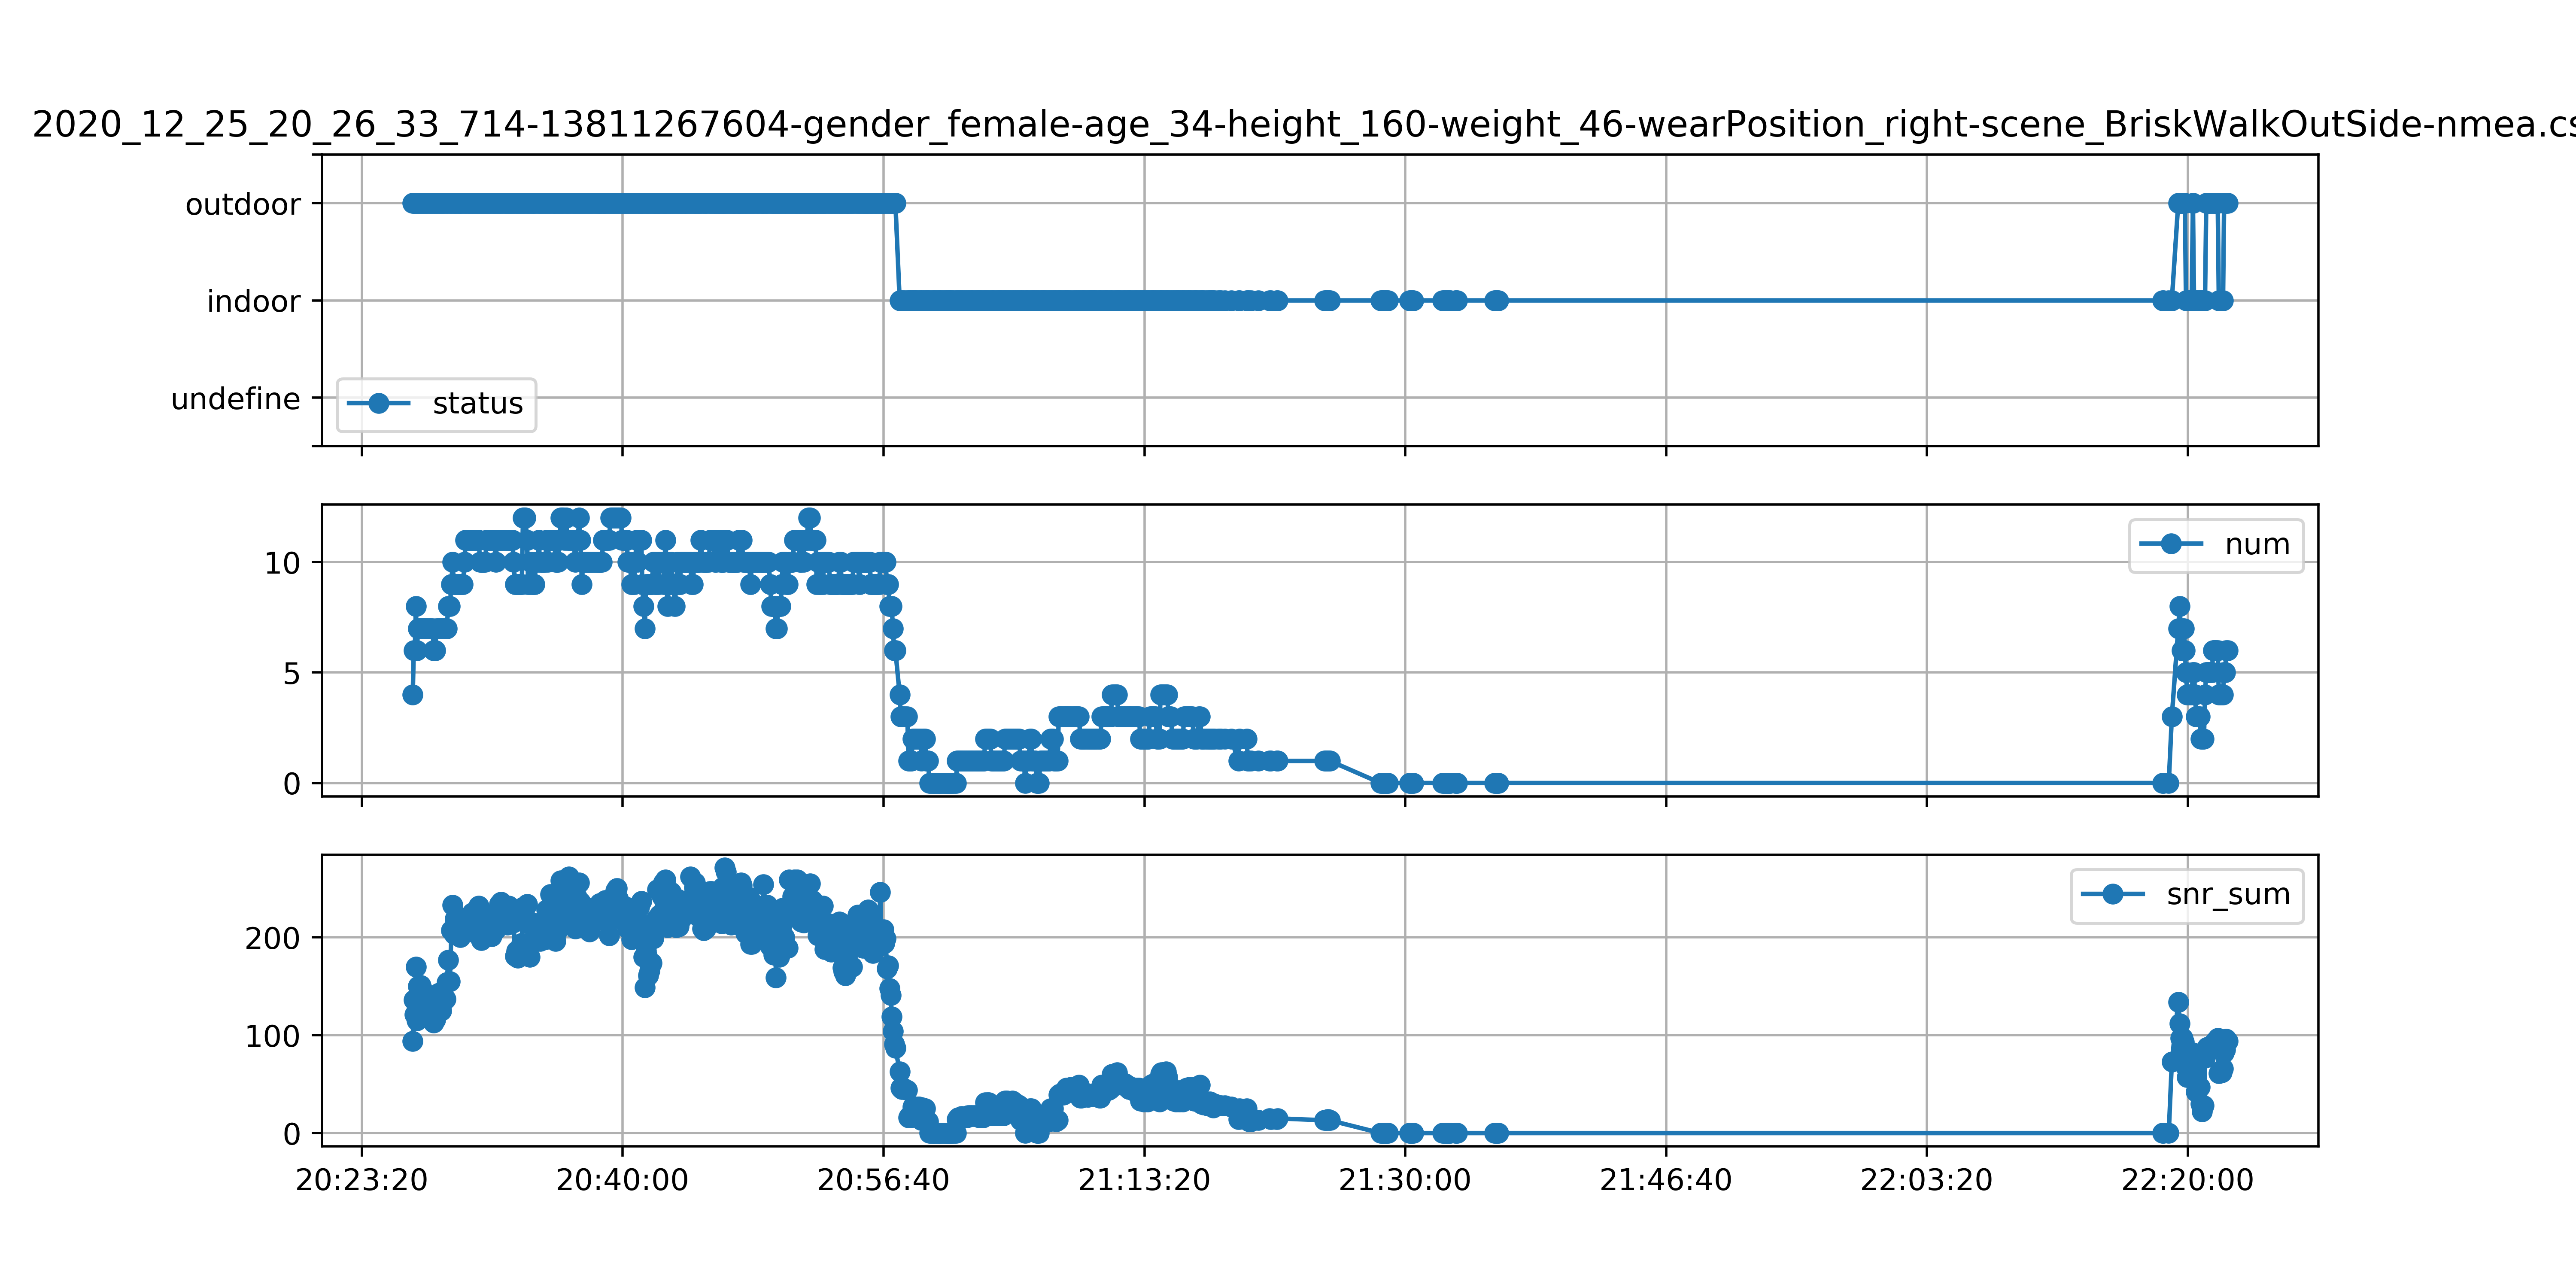 2020_12_25_20_26_33_714-13811267604-gender_female-age_34-height_160-weight_46-wearPosition_right-scene_BriskWalkOutSide-nmea.cs
outdoor
indoor
undefine
status
10
5
0
num
200
100
0
snr_sum
20:23:20 20:40:00 20:56:40 21:13:20 21:30:00 21:46:40 22:03:20 22:20:00